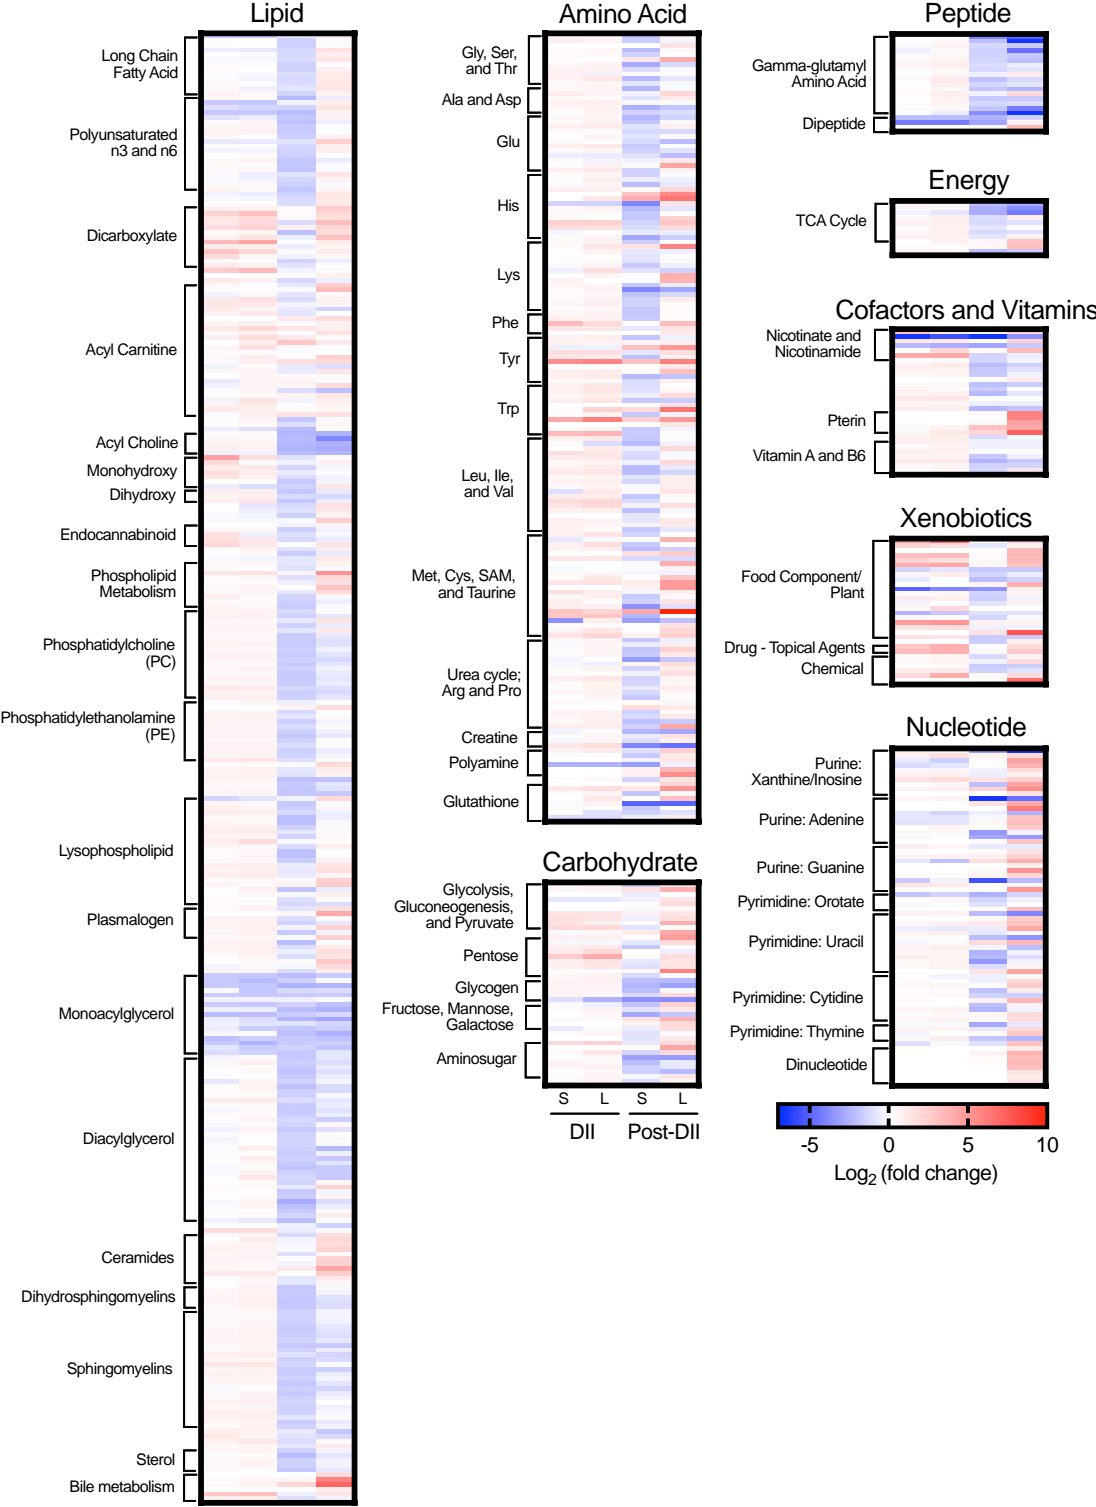 Lipid
Long Chain
Fatty Acid
Polyunsaturated
n3 and n6
Dicarboxylate
Acyl Carnitine
Acyl Choline
Monohydroxy
Dihydroxy
Endocannabinoid
Phospholipid
Metabolism
Phosphatidylcholine
(PC)
Phosphatidylethanolamine
(PE)
Lysophospholipid
Plasmalogen
Monoacylglycerol
Diacylglycerol
Ceramides
Dihydrosphingomyelins
Sphingomyelins
Sterol
Bile metabolism
Amino Acid
Gly, Ser,
and Thr
Ala and Asp
Glu
His
Lys
Phe
Tyr
Trp
Leu, Ile,
and Val
Met, Cys, SAM,
and Taurine
Urea cycle;
Arg and Pro
Creatine
Polyamine
Glutathione
Carbohydrate
Glycolysis,
Gluconeogenesis,
and Pyruvate
Pentose
Glycogen
Fructose, Mannose,
Galactose
Aminosugar
S L S L
DII Post-DII
Peptide
Gamma-glutamyl
Amino Acid
Dipeptide
Energy
TCA Cycle
Cofactors and Vitamins
Nicotinate and
Nicotinamide
Pterin
Vitamin A and B6
Xenobiotics
Food Component/
Plant
Drug - Topical Agents
Chemical
Nucleotide
Purine:
Xanthine/Inosine
Purine: Adenine
Purine: Guanine
Pyrimidine: Orotate
Pyrimidine: Uracil
Pyrimidine: Cytidine
Pyrimidine: Thymine
Dinucleotide
-5 0 5 10
Log2 (fold change)